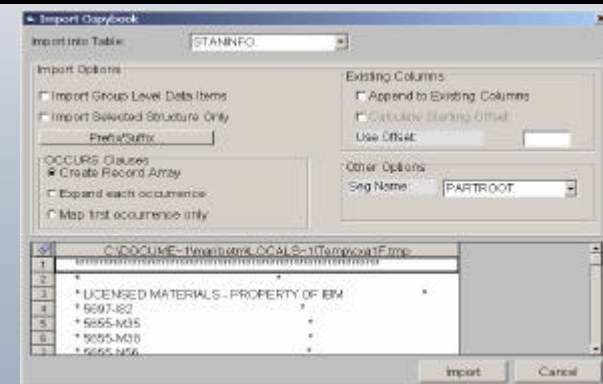 Import Copybook
Import into Table: STANINFO
Import Options
Import Group Level Data Items
Import Selected Structure Only
Prefix/Suffix
OCCURS Clauses
Create Record Array
Expand each occurrence
Map first occurrence only
Existing Columns
Append to Existing Columns
Calculate Starting Offset
Use Offset:
Other Options
Seg Name: PARTROOT
1
2 * *
3 * LICENSED MATERIALS - PROPERTY OF IBM *
4 * 5697-I82 *
5 * 5655-M35 *
6 * 5655-M38 *
7 * 5655-N56 *
Import Cancel